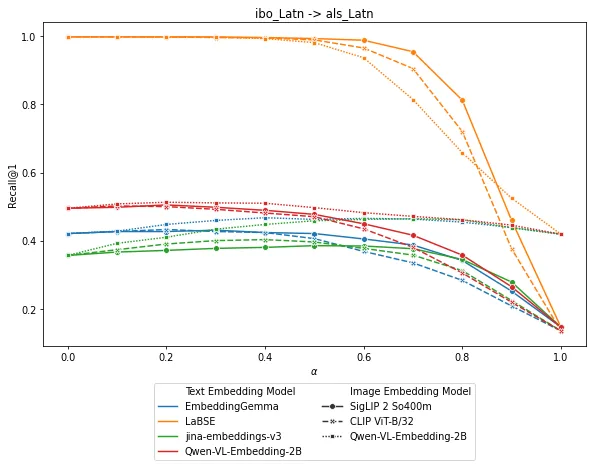 ibo_Latn -> als_Latn
Recall@1
1.0
0.8
0.6
0.4
0.2
0.0 0.2 0.4 0.6 0.8 1.0
α
Text Embedding Model Image Embedding Model
EmbeddingGemma SigLIP 2 So400m
LaBSE CLIP ViT-B/32
jina-embeddings-v3 Qwen-VL-Embedding-2B
Qwen-VL-Embedding-2B